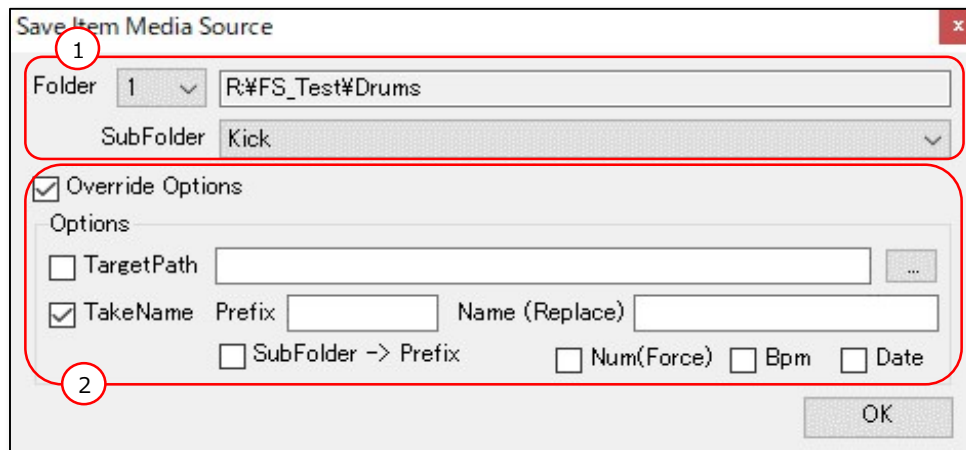 Save Item Media Source x
1
Folder 1 R:¥FS_Test¥Drums
SubFolder Kick
Override Options
Options
TargetPath ...
TakeName Prefix Name (Replace)
SubFolder -> Prefix Num(Force) Bpm Date
2
OK